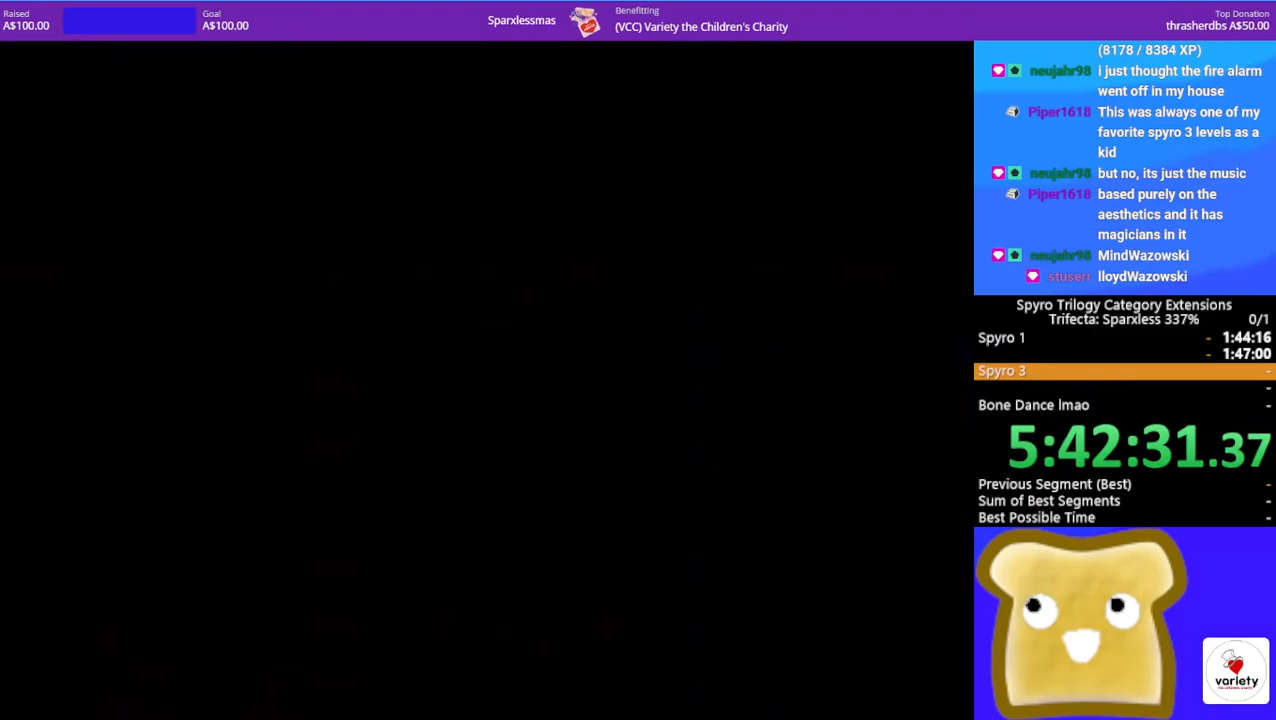 Raised
A$100.00
Goal
A$100.00
Sparxlessmas
Benefitting
(VCC) Variety the Children's Charity
Top Donation
thrasherdbs A$50.00
(8178 / 8384 XP)
neujahr98 i just thought the fire alarm
went off in my house
Piper1618 This was always one of my
favorite spyro 3 levels as a
kid
neujahr98 but no, its just the music
Piper1618 based purely on the
aesthetics and it has
magicians in it
neujahr98 MindWazowski
stuserr lloydWazowski
Spyro Trilogy Category Extensions
Trifecta: Sparxless 337% 0/1
Spyro 1 - 1:44:16
- 1:47:00
Spyro 3 -
-
Bone Dance lmao -
5:42:31.37
Previous Segment (Best) -
Sum of Best Segments -
Best Possible Time -
variety
the children's charity